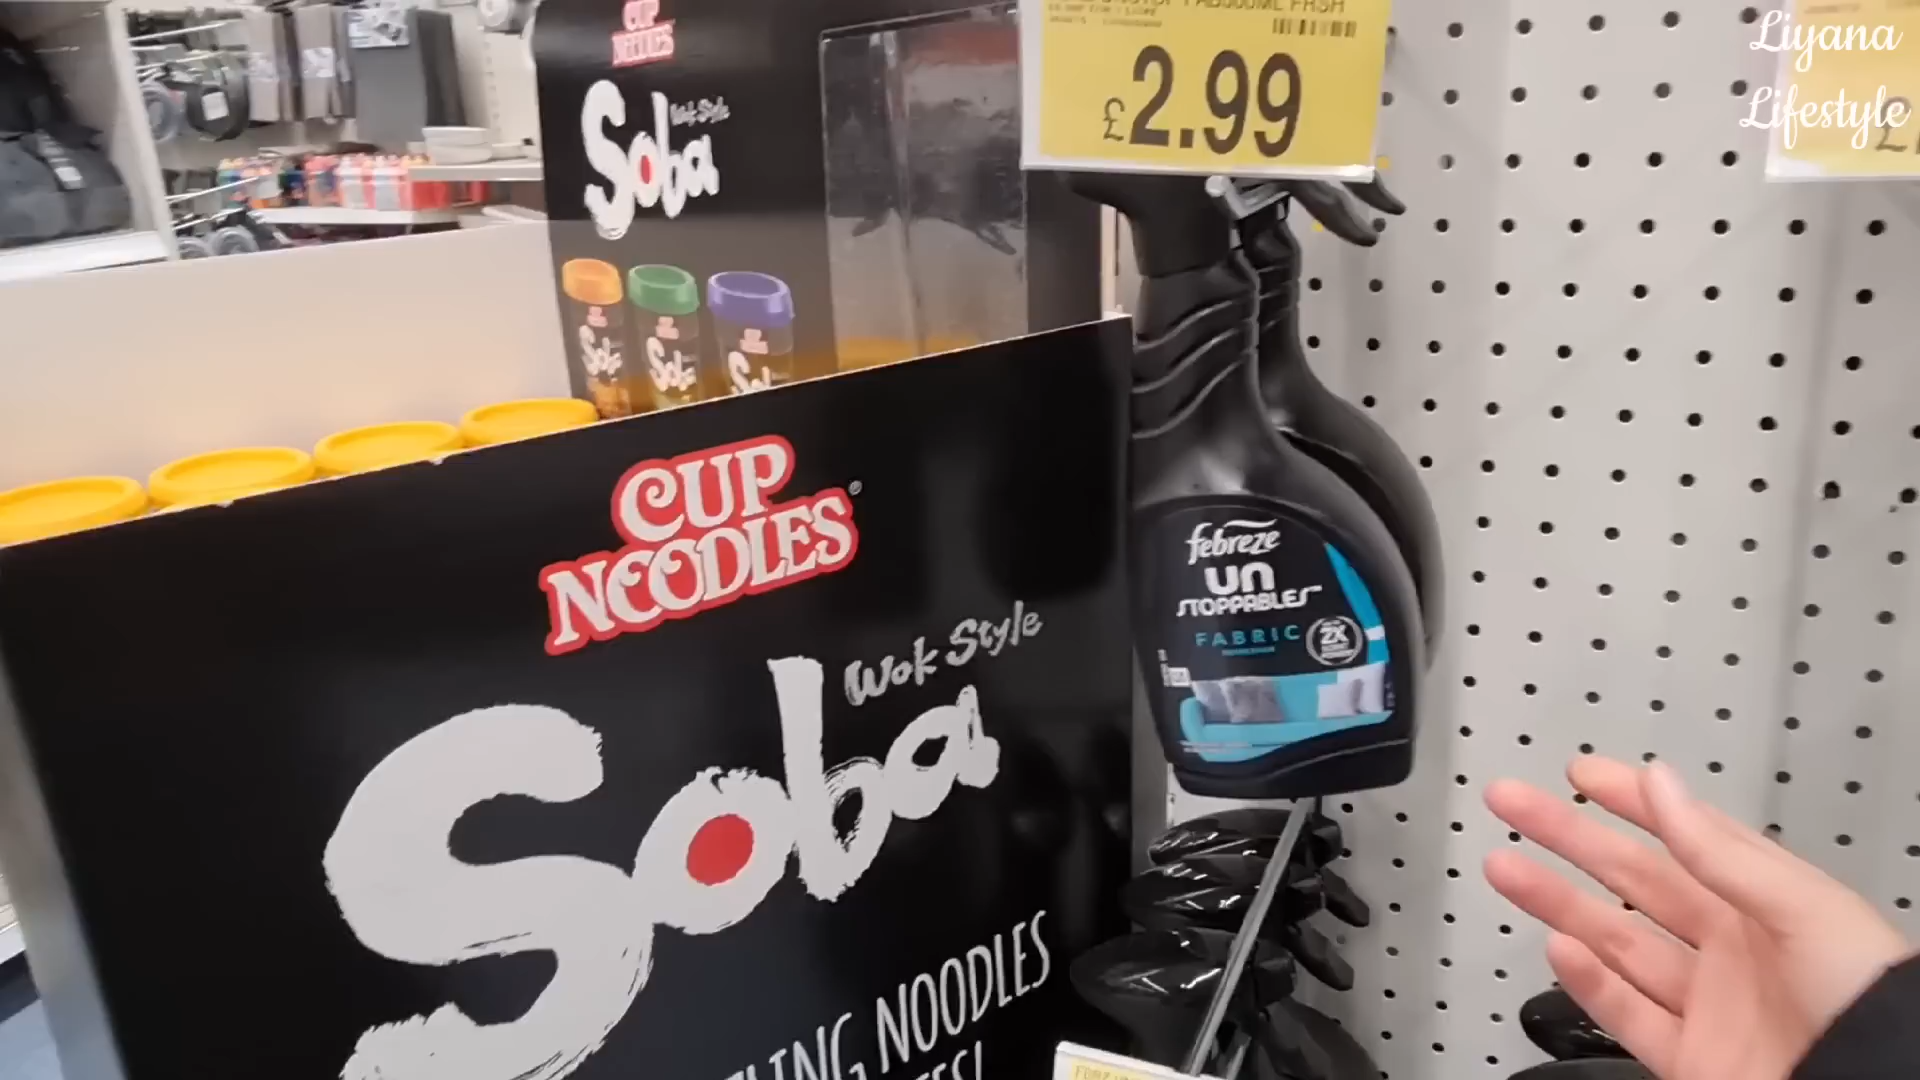 CUP
NOODLES
Soba
Wok Style
Soba
Soba
£2.99
Liyana
Lifestyle
CUP
NOODLES®
Wok Style
Soba
NOODLES
febreze
UN
STOPPABLES
FABRIC
2X